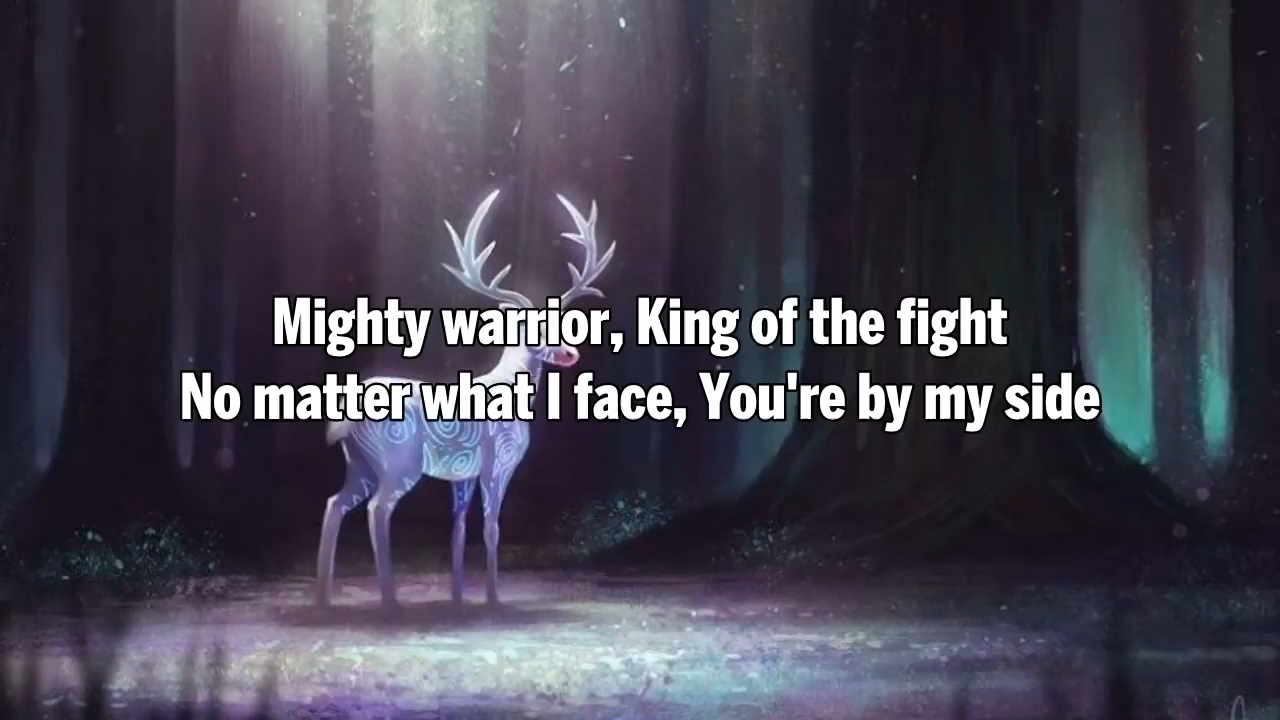 Mighty warrior, King of the fight
No matter what I face, You're by my side